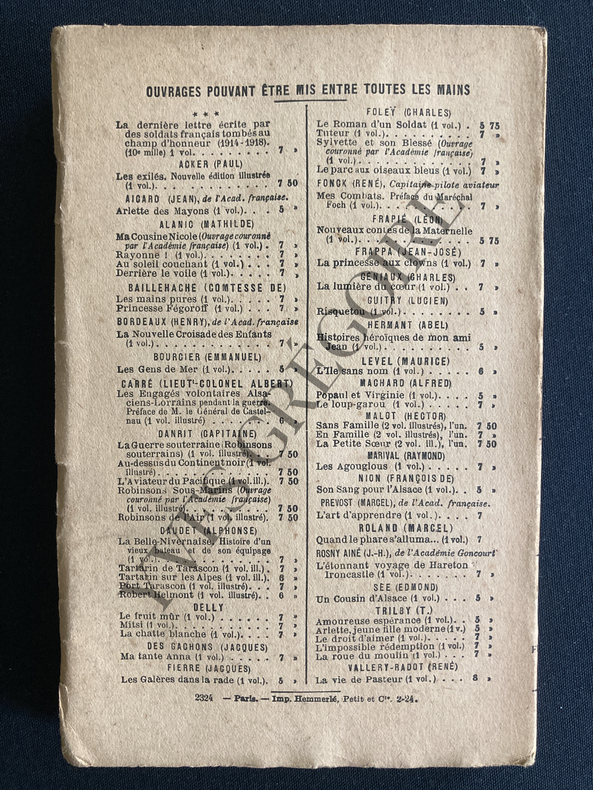 OUVRAGES POUVANT ÊTRE MIS ENTRE TOUTES LES MAINS
* * *
La dernière lettre écrite par
des soldats français tombés au
champ d'honneur (1914-1918).
(10e mille) 1 vol. . . . . . . . . 7 »
ACKER (PAUL)
Les exilés. Nouvelle édition illustrée
(1 vol.). . . . . . . . . . . . 7 50
AICARD (JEAN), de l'Acad. française.
Arlette des Mayons (1 vol.). . . . 5 »
ALANIC (MATHILDE)
Ma Cousine Nicole (Ouvrage couronné
par l'Académie française) (1 vol.) . 7 »
Rayonne ! (1 vol.) . . . . . . . 7 »
Au soleil couchant (1 vol.) . . . . 7 »
Derrière le voile (1 vol.) . . . . . 7 »
BAILLEHACHE (COMTESSE DE)
Les mains pures (1 vol.) . . . . . 7 »
Princesse Fégoroff (1 vol.) . . . . 7 »
BORDEAUX (HENRY), de l'Acad. française
La Nouvelle Croisade des Enfants
(1 vol.). . . . . . . . . . . . 7 »
BOURCIER (EMMANUEL)
Les Gens de Mer (1 vol.). . . . . 5 »
CARRÉ (LIEUT-COLONEL ALBERT)
Les Engagés volontaires Alsa-
ciens-Lorrains pendant la guerre.
Préface de M. le Général de Castel-
nau (1 vol.). . . . . . . . . . 6 »
DANRIT (CAPITAINE)
La Guerre souterraine (Robinsons
souterrains) (1 vol. illustré). . . 7 50
Au-dessus du Continent noir (1 vol.
illustré). . . . . . . . . . . . 7 50
L'Aviateur du Pacifique (1 vol. ill.). 7 50
Robinsons Sous-Marins (Ouvrage
couronné par l'Académie française)
(1 vol. illustré). . . . . . . . 7 50
Robinsons de l'Air (1 vol. illustré). 7 50
DAUDET (ALPHONSE)
La Belle-Nivernaise, Histoire d'un
vieux bateau et de son équipage
(1 vol.). . . . . . . . . . . . 7 »
Tartarin de Tarascon (1 vol. ill.). 7 »
Tartarin sur les Alpes (1 vol. ill.). 6 »
Port Tarascon (1 vol. illustré). . . 7 »
Robert Helmont (1 vol. illustré). . 6 »
DELLY
Le fruit mûr (1 vol.) . . . . . . 7 »
Mitsi (1 vol.). . . . . . . . . . 7 »
La chatte blanche (1 vol.). . . . . 7 »
DES GACHONS (JACQUES)
Ma tante Anna (1 vol.) . . . . . . 7 »
FIERRE (JACQUES)
Les Galères dans la rade (1 vol.). 5 »
FOLEŸ (CHARLES)
Le Roman d'un Soldat (1 vol.) . . 5 75
Tuteur (1 vol.). . . . . . . . . 7 »
Sylvette et son Blessé (Ouvrage
couronné par l'Académie française)
(1 vol.) . . . . . . . . . . . . 7 »
Le parc aux oiseaux bleus (1 vol.) 7 »
FONCK (RENÉ), Capitaine pilote aviateur
Mes Combats. Préface du Maréchal
Foch (1 vol.). . . . . . . . . . 7 »
FRAPIÉ (LÉON)
Nouveaux contes de la Maternelle
(1 vol.) . . . . . . . . . . . . 5 75
FRAPPA (JEAN-JOSÉ)
La princesse aux clowns (1 vol.) . 7 »
GÉNIAUX (CHARLES)
La lumière du cœur (1 vol.) . . . 7 »
GUITRY (LUCIEN)
Risquetou (1 vol.). . . . . . . . 5 »
HERMANT (ABEL)
Histoires héroïques de mon ami
Jean (1 vol.) . . . . . . . . . . 5 »
LEVEL (MAURICE)
L'Ile sans nom (1 vol.) . . . . . . 6 »
MACHARD (ALFRED)
Popaul et Virginie (1 vol.) . . . . 5 »
Le loup-garou (1 vol.) . . . . . . 7 »
MALOT (HECTOR)
Sans Famille (2 vol. illustrés), l'un. 7 50
En Famille (2 vol. illustrés), l'un. 7 »
La Petite Sœur (2 vol. ill.), l'un. 7 50
MARIVAL (RAYMOND)
Les Agouglous (1 vol.) . . . . . . 7 »
NION (FRANÇOIS DE)
Son Sang pour l'Alsace (1 vol.) . . 5 »
PREVOST (MARCEL), de l'Acad. française.
L'art d'apprendre (1 vol.) . . . . 7 »
ROLAND (MARCEL)
Quand le phare s'alluma.. (1 vol.) 7
ROSNY AINÉ (J.-H.), de l'Académie Goncourt
L'étonnant voyage de Hareton
Ironcastle (1 vol.) . . . . . . . 7 »
SÉE (EDMOND)
Un Cousin d'Alsace (1 vol.) . . . 5 »
TRILBY (T.)
Amoureuse espérance (1 vol.) . . 5 »
Arlette, jeune fille moderne (1 v.) 5 »
Le droit d'aimer (1 vol.) . . . . . 7 »
L'impossible rédemption (1 vol.) . 7 »
La roue du moulin (1 vol.) . . . . 7 »
VALLERY-RADOT (RENÉ)
La vie de Pasteur (1 vol.) . . . . 8 »
2324 — Paris. — Imp. Hemmerlé, Petit et Cie. 2-24.
YVES GRÉGOIRE